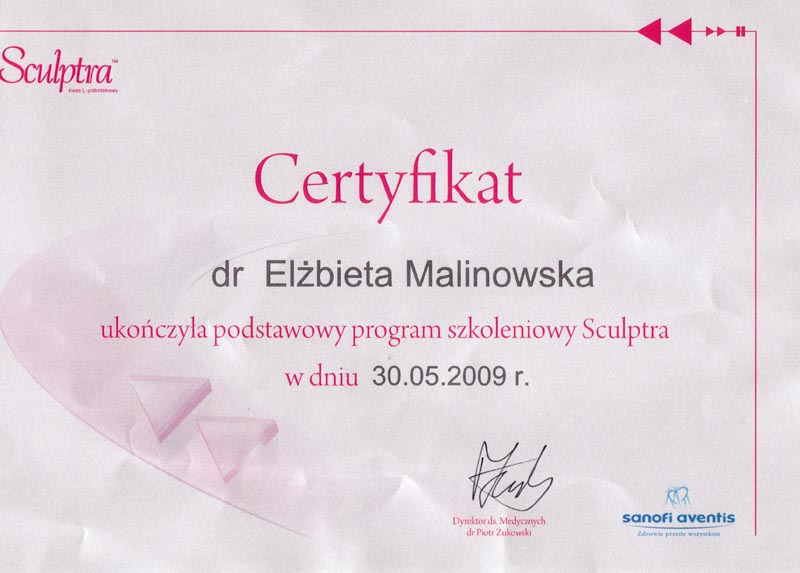 Sculptra™
kwas L-polimlekowy
Certyfikat
dr Elżbieta Malinowska
ukończyła podstawowy program szkoleniowy Sculptra
w dniu 30.05.2009 r.
Dyrektor ds. Medycznych
dr Piotr Żukowski
sanofi aventis
Zdrowie przede wszystkim